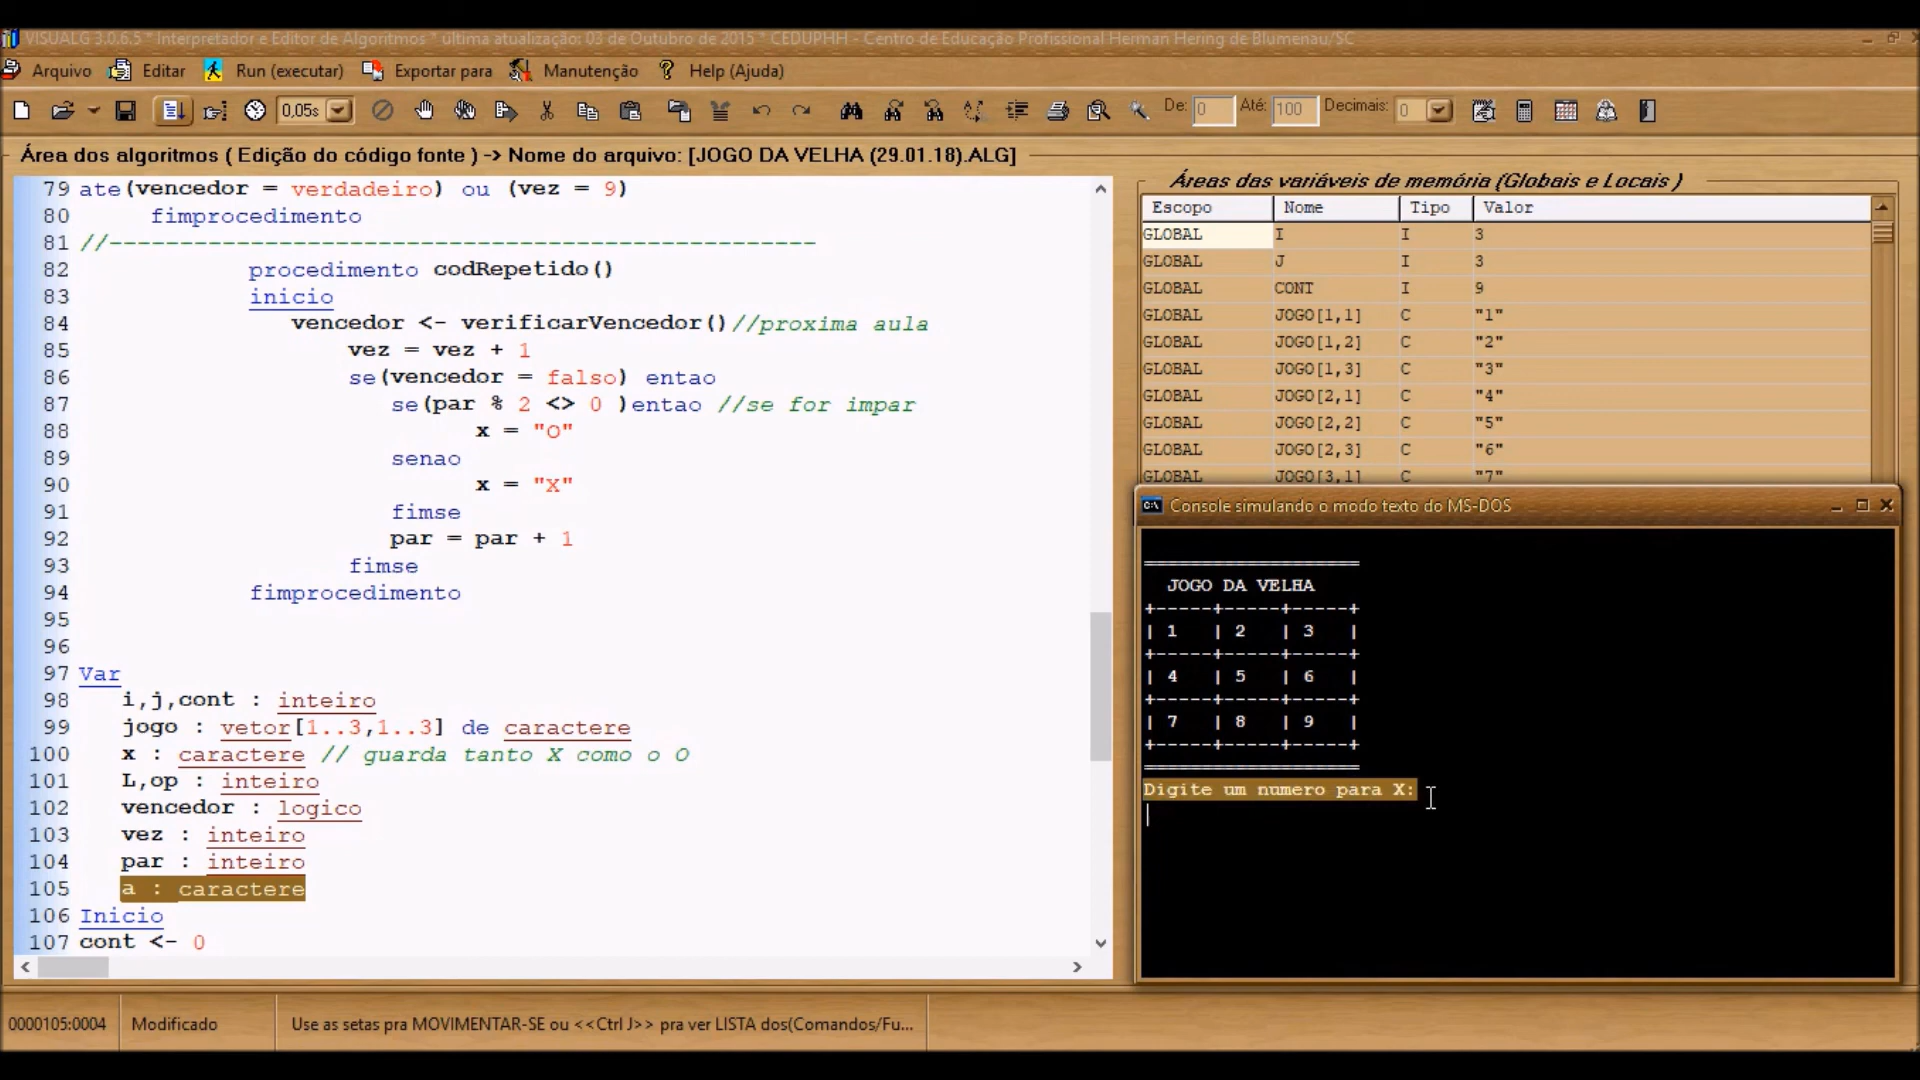 VISUALG 3.0.6.5 * Interpretador e Editor de Algoritmos * última atualização: 03 de Outubro de 2015 * CEDUPHH - Centro de Educação Profissional Herman Hering de Blumenau/SC
Arquivo Editar Run (executar) Exportar para Manutenção Help (Ajuda)
0,05s De: 0 Até: 100 Decimais: 0
Área dos algoritmos ( Edição do código fonte ) -> Nome do arquivo: [JOGO DA VELHA (29.01.18).ALG]
79 ate(vencedor = verdadeiro) ou (vez = 9)
80 fimprocedimento
81 //--------------------------------------------------
82 procedimento codRepetido()
83 inicio
84 vencedor <- verificarVencedor()//proxima aula
85 vez = vez + 1
86 se(vencedor = falso) entao
87 se(par % 2 <> 0 )entao //se for impar
88 x = "O"
89 senao
90 x = "X"
91 fimse
92 par = par + 1
93 fimse
94 fimprocedimento
95
96
97 Var
98 i,j,cont : inteiro
99 jogo : vetor[1..3,1..3] de caractere
100 x : caractere // guarda tanto X como o O
101 L,op : inteiro
102 vencedor : logico
103 vez : inteiro
104 par : inteiro
105 a : caractere
106 Inicio
107 cont <- 0
Áreas das variáveis de memória (Globais e Locais )
Escopo Nome Tipo Valor
GLOBAL I I 3
GLOBAL J I 3
GLOBAL CONT I 9
GLOBAL JOGO[1,1] C "1"
GLOBAL JOGO[1,2] C "2"
GLOBAL JOGO[1,3] C "3"
GLOBAL JOGO[2,1] C "4"
GLOBAL JOGO[2,2] C "5"
GLOBAL JOGO[2,3] C "6"
GLOBAL JOGO[3,1] C "7"
Console simulando o modo texto do MS-DOS
===================
JOGO DA VELHA
+-----+-----+-----+
| 1 | 2 | 3 |
+-----+-----+-----+
| 4 | 5 | 6 |
+-----+-----+-----+
| 7 | 8 | 9 |
+-----+-----+-----+
===================
Digite um numero para X:
0000105:0004 Modificado Use as setas pra MOVIMENTAR-SE ou <<Ctrl J>> pra ver LISTA dos(Comandos/Fu...